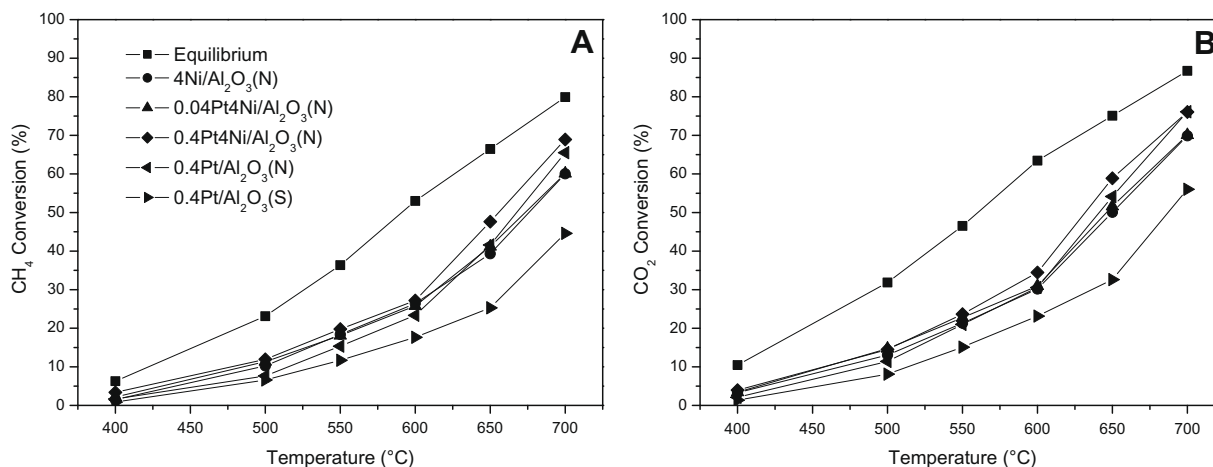 A
CH₄ Conversion (%)
100
90
80
70
60
50
40
30
20
10
0
Equilibrium
4Ni/Al₂O₃(N)
0.04Pt4Ni/Al₂O₃(N)
0.4Pt4Ni/Al₂O₃(N)
0.4Pt/Al₂O₃(N)
0.4Pt/Al₂O₃(S)
400 450 500 550 600 650 700
Temperature (°C)
B
CO₂ Conversion (%)
100
90
80
70
60
50
40
30
20
10
0
400 450 500 550 600 650 700
Temperature (°C)